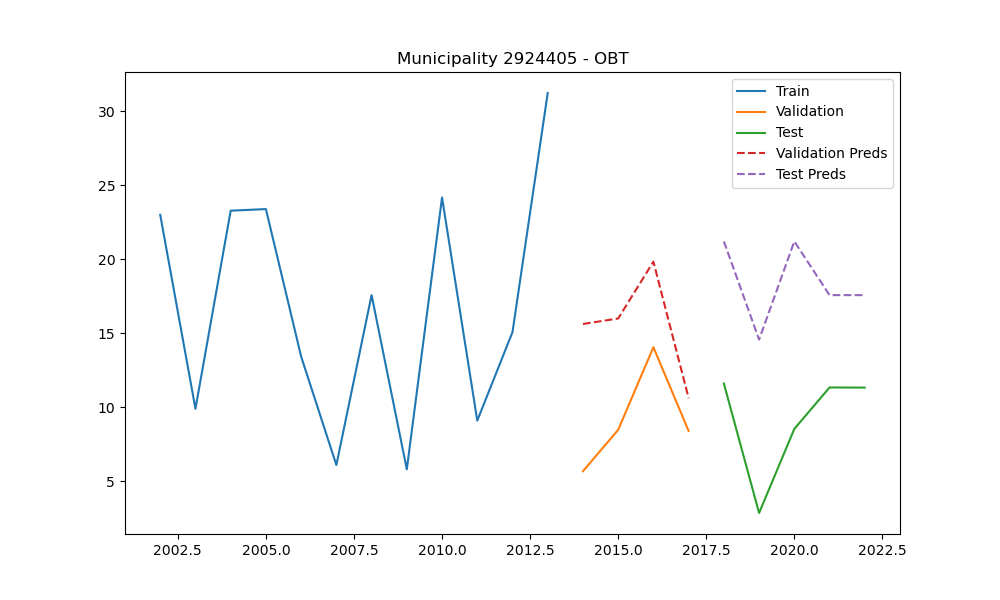 Municipality 2924405 - OBT
Train
Validation
Test
Validation Preds
Test Preds
30
25
20
15
10
5
2002.5 2005.0 2007.5 2010.0 2012.5 2015.0 2017.5 2020.0 2022.5